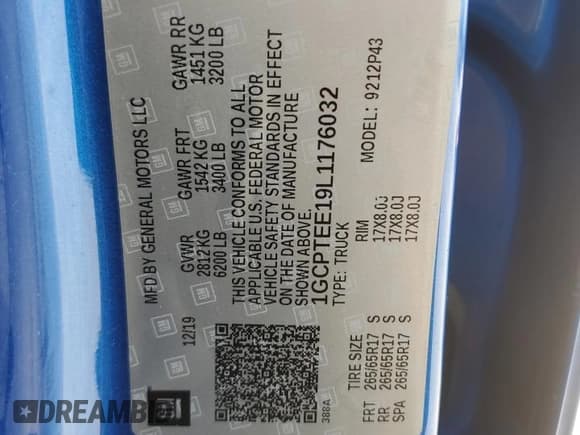 MFD BY GENERAL MOTORS LLC
12/19
GVWR GAWR FRT GAWR RR
2812 KG 1542 KG 1451 KG
6200 LB 3400 LB 3200 LB
THIS VEHICLE CONFORMS TO ALL
APPLICABLE U.S. FEDERAL MOTOR
VEHICLE SAFETY STANDARDS IN EFFECT
ON THE DATE OF MANUFACTURE
SHOWN ABOVE.
1GCPTEE19L1176032
TYPE: TRUCK MODEL: 9212P43
388A
TIRE SIZE RIM
FRT 265/65R17 S 17X8.0J
RR 265/65R17 S 17X8.0J
SPA 265/65R17 S 17X8.0J
GM
DREAMBI